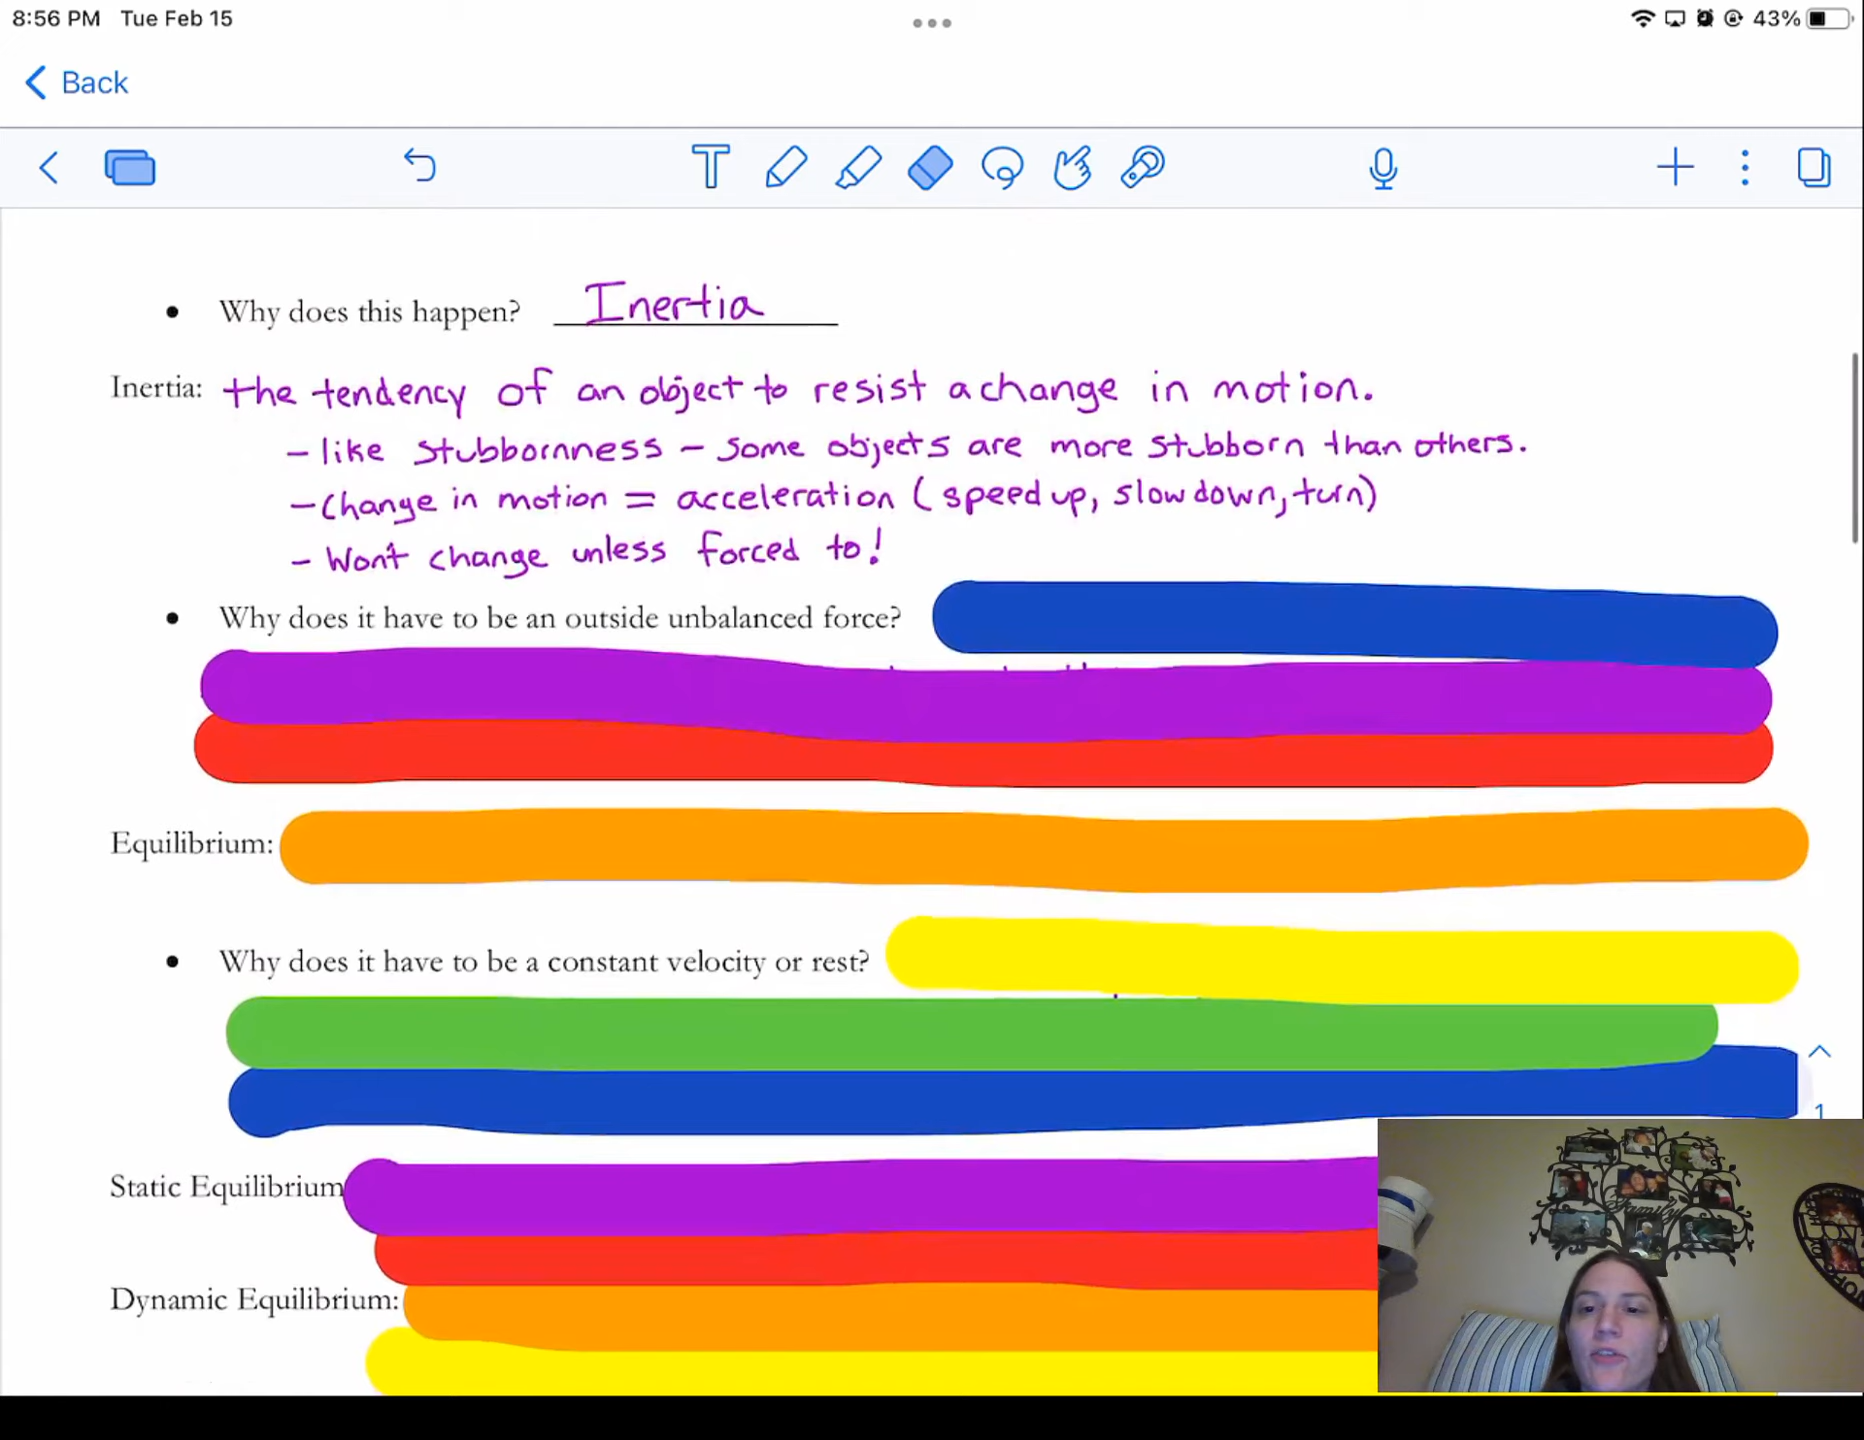 8:56 PM Tue Feb 15
43%
Back
• Why does this happen? Inertia
Inertia: the tendency of an object to resist a change in motion.
- like stubbornness - some objects are more stubborn than others.
- Change in motion = acceleration (speed up, slow down, turn)
- Won't change unless forced to!
• Why does it have to be an outside unbalanced force?
Equilibrium:
• Why does it have to be a constant velocity or rest?
1
Static Equilibrium
Dynamic Equilibrium:
Family